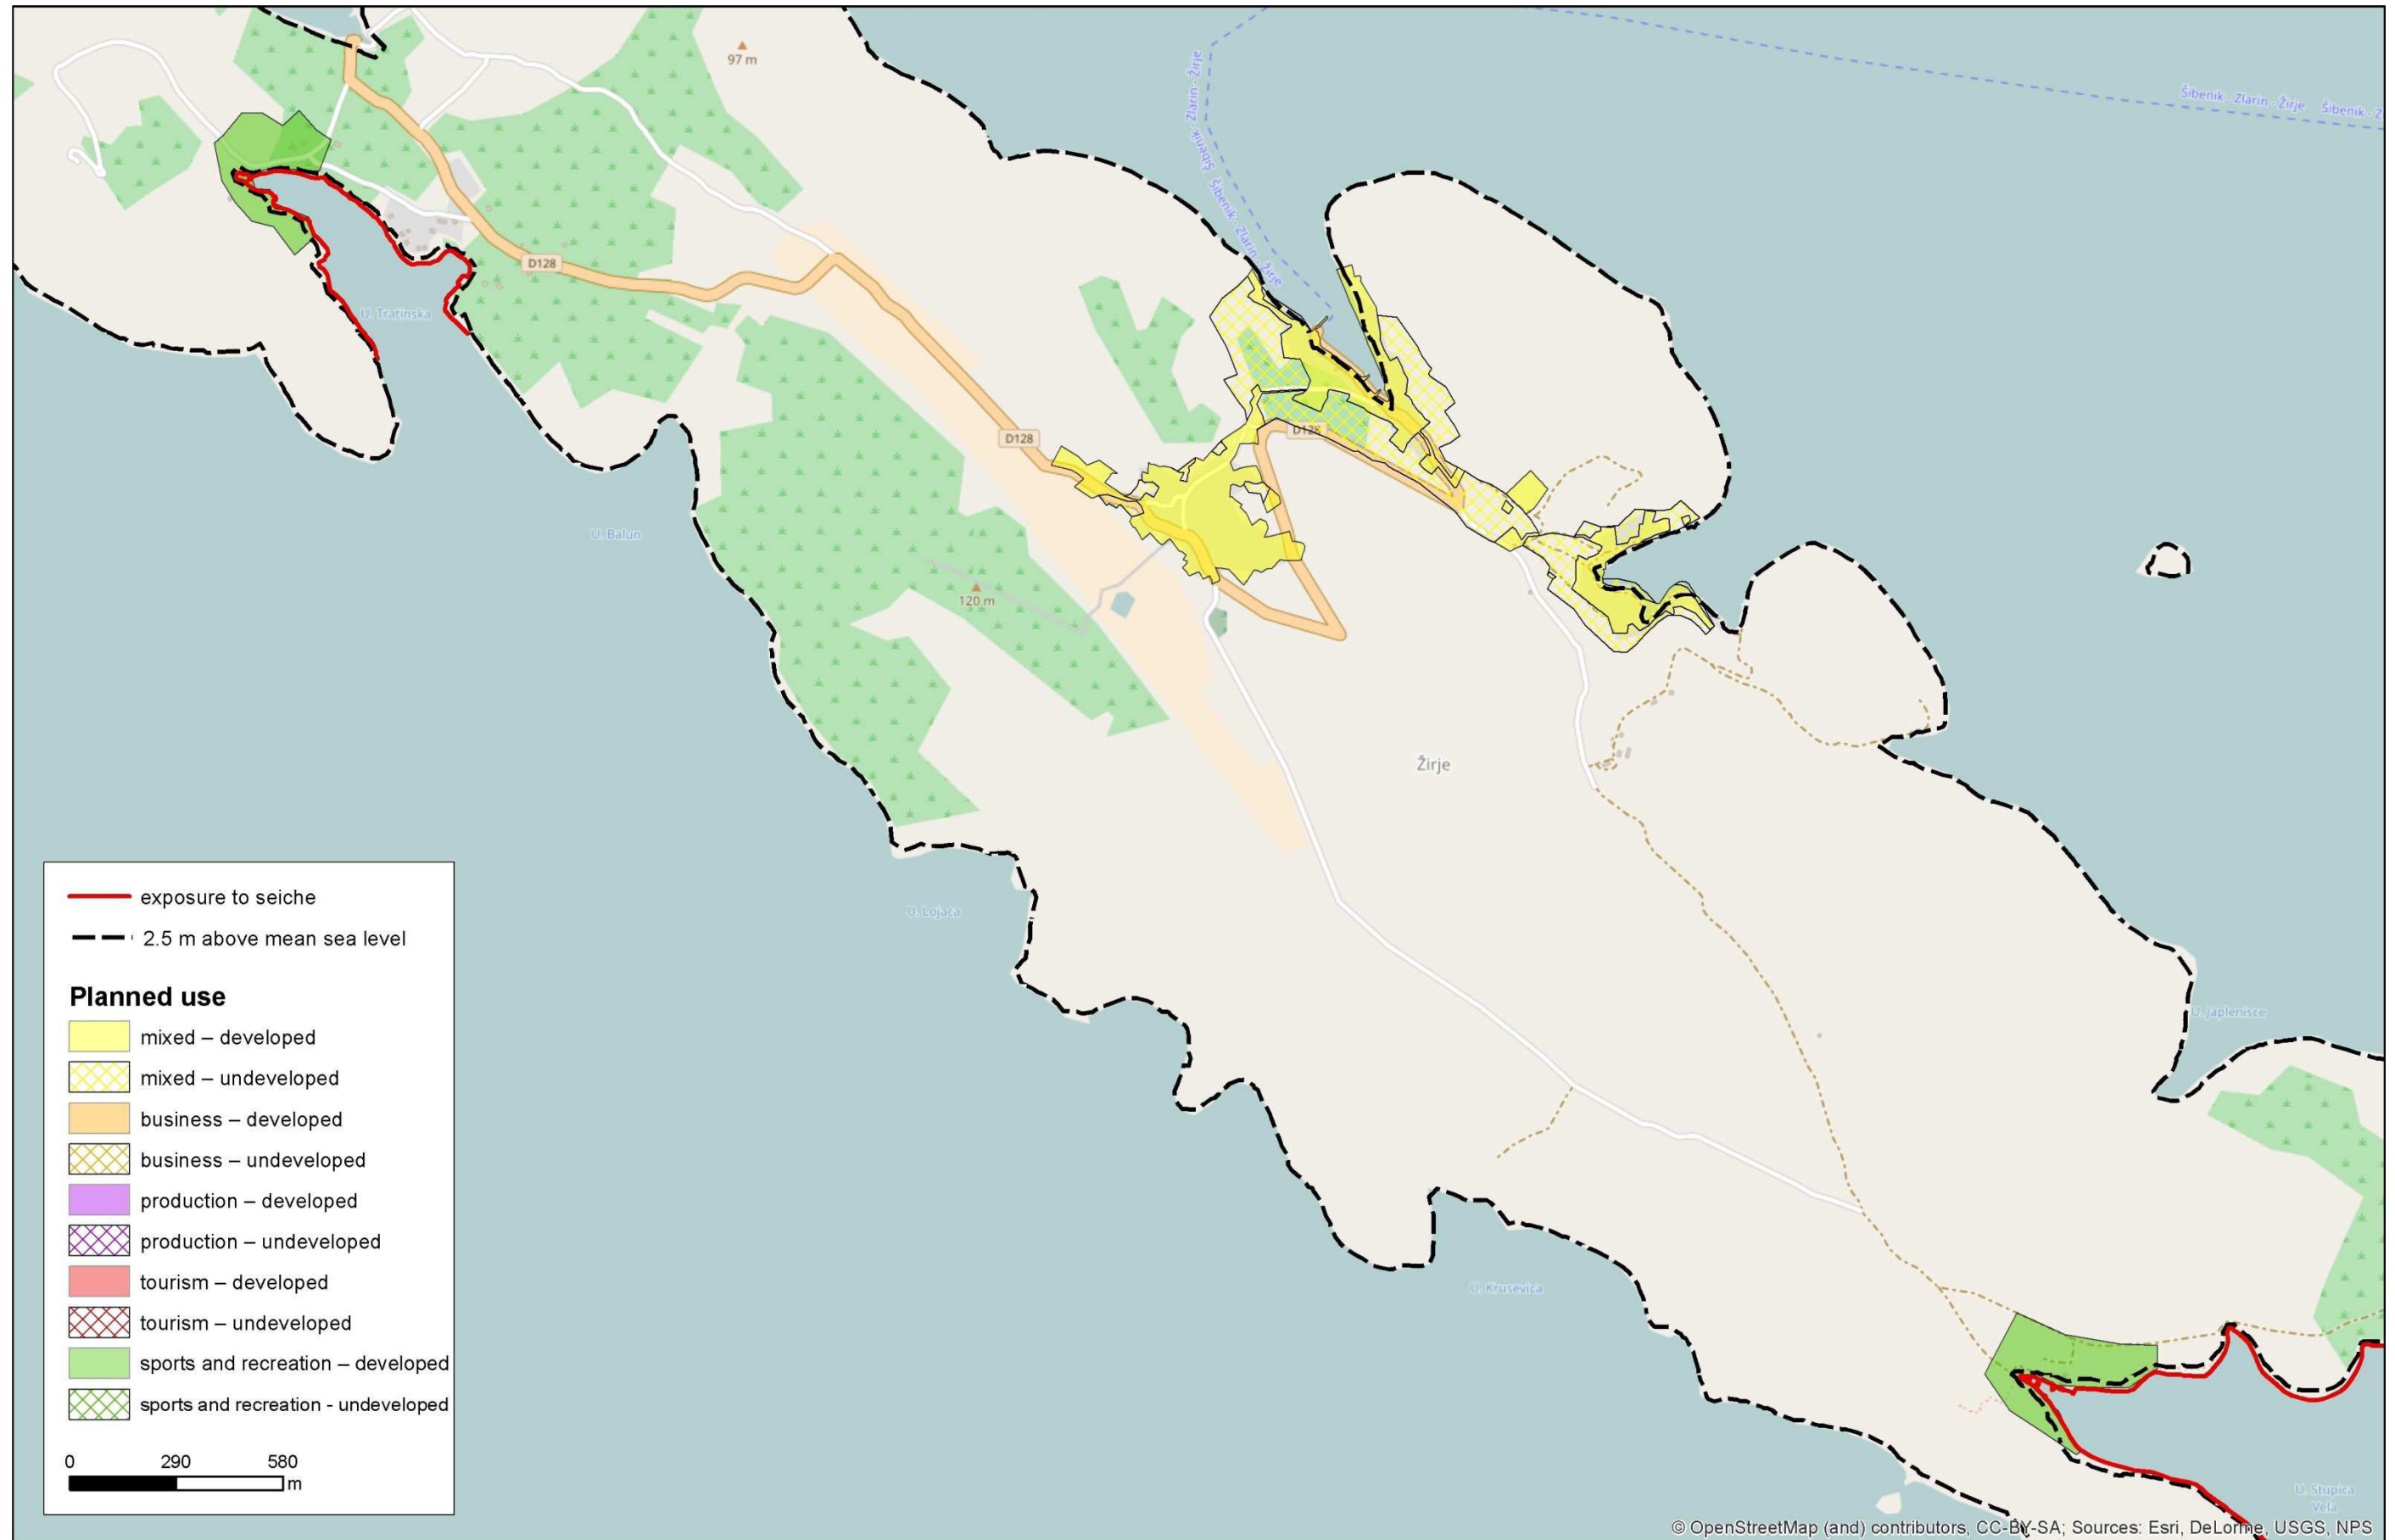 97 m
Šibenik - Zlarin - Žirje
Šibenik - Zlarin - Žirje
Šibenik - Zlarin - Žirje   Šibenik - Z
D128
U. Tratinska
D128
D128
U. Balun
120 m
Žirje
U. Lojaca
U. Japlenisce
U. Krusevica
U. Stupica
Vela
exposure to seiche
2.5 m above mean sea level
Planned use
mixed – developed
mixed – undeveloped
business – developed
business – undeveloped
production – developed
production – undeveloped
tourism – developed
tourism – undeveloped
sports and recreation – developed
sports and recreation - undeveloped
0 290 580
m
© OpenStreetMap (and) contributors, CC-BY-SA; Sources: Esri, DeLorme, USGS, NPS